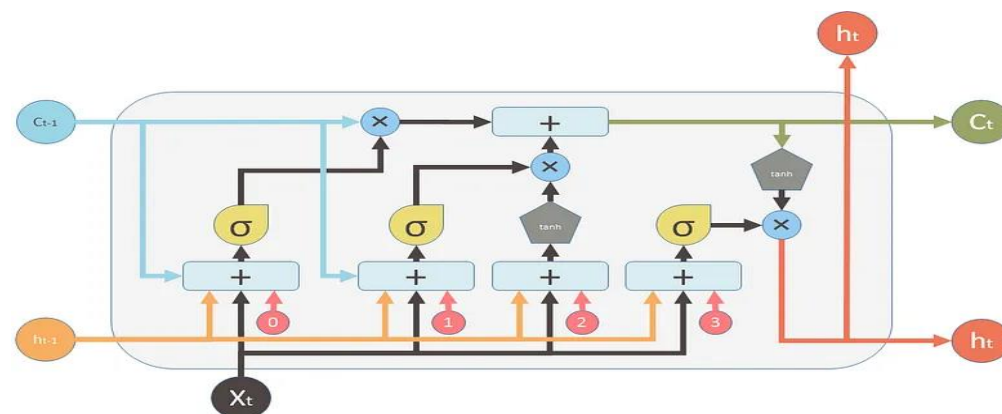 ht
Ct-1
×
+
Ct
×
tanh
σ
σ
tanh
σ
×
+
+
+
+
0
1
2
3
ht-1
ht
Xt